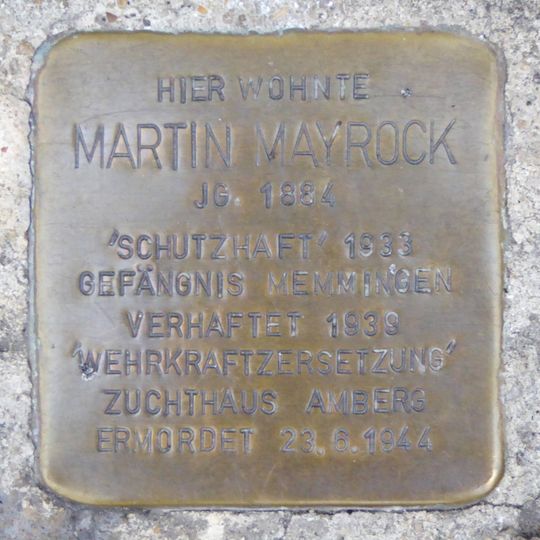 HIER WOHNTE
MARTIN MAYROCK
JG. 1884
'SCHUTZHAFT' 1933
GEFÄNGNIS MEMMINGEN
VERHAFTET 1939
'WEHRKRAFTZERSETZUNG'
ZUCHTHAUS AMBERG
ERMORDET 23.6.1944